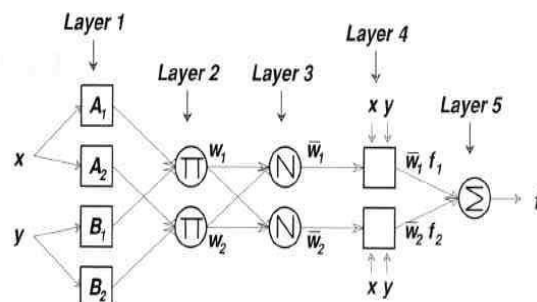 Layer 1
Layer 4
Layer 2
Layer 3
Layer 5
x y
A₁
x
A₂
Π
w₁
N
w̅₁
w̅₁ f₁
Σ
y
B₁
Π
w₂
N
w̅₂
w̅₂ f₂
B₂
x y